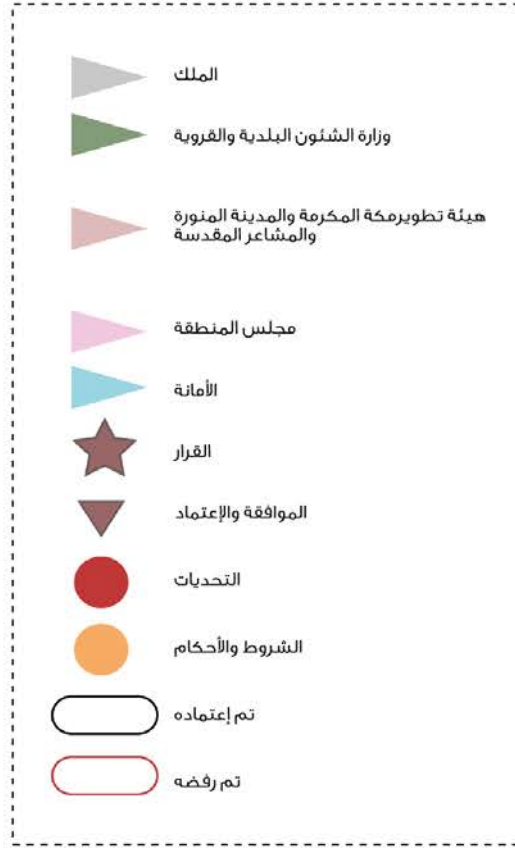 الملك
وزارة الشئون البلدية والقروية
هيئة تطويرمكة المكرمة والمدينة المنورة
والمشاعر المقدسة
مجلس المنطقة
الأمانة
القرار
الموافقة والإعتماد
التحديات
الشروط والأحكام
تم إعتماده
تم رفضه